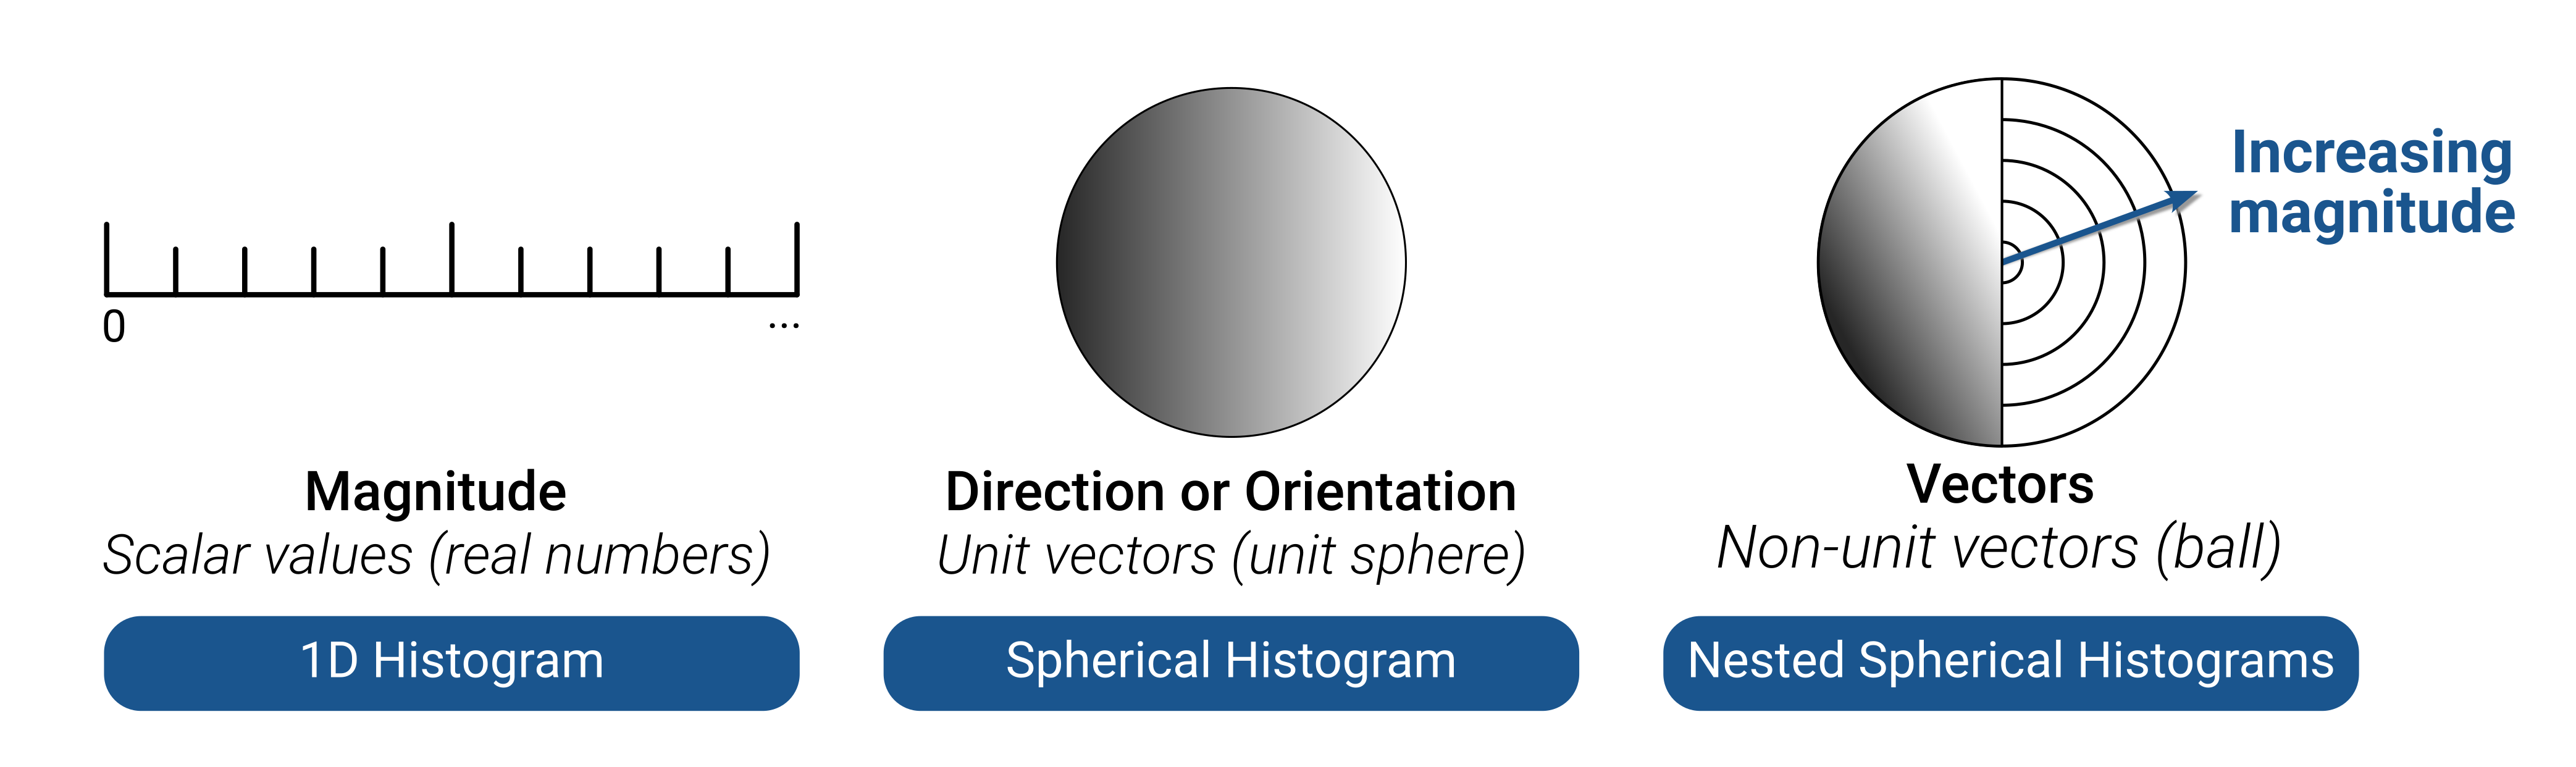 0
...
Magnitude
Scalar values (real numbers)
1D Histogram
Direction or Orientation
Unit vectors (unit sphere)
Spherical Histogram
Increasing
magnitude
Vectors
Non-unit vectors (ball)
Nested Spherical Histograms